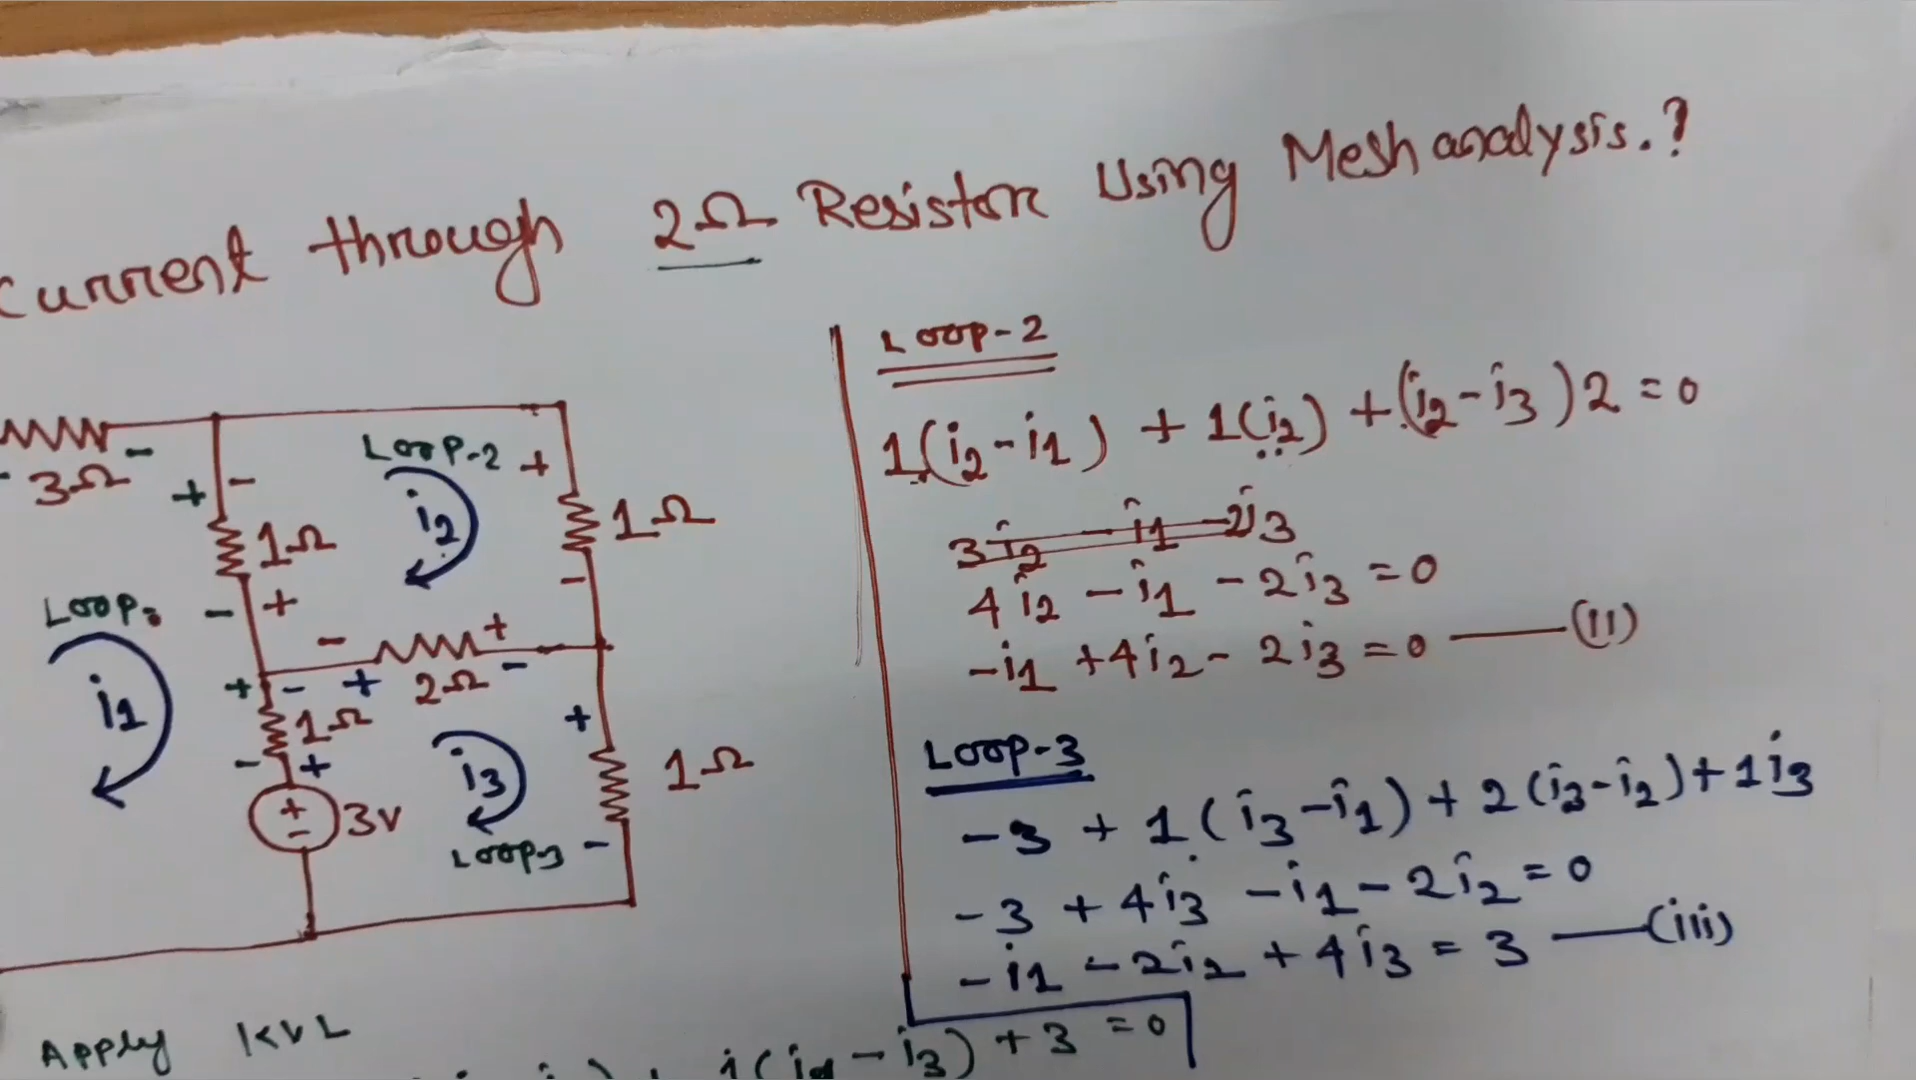 Current through 2Ω Resistor Using Mesh analysis.?
3Ω -
+ -
1Ω
- +
Loop-2
i2
+
1Ω
-
Loop
i1
- +
+ 2Ω -
+ -
1Ω
- +
+
-
3V
i3
Loop3
+
1Ω
-
Apply KVL
1(i1-i3)+3=0
Loop-2
1(i2-i1) + 1(i2) + (i2-i3)2=0
3i2 - i1 - 2i3
4i2 - i1 - 2i3 = 0
-i1 + 4i2 - 2i3 = 0 —(ii)
Loop-3
-3 + 1(i3-i1) + 2(i3-i2) + 1i3
-3 + 4i3 - i1 - 2i2 = 0
-i1 - 2i2 + 4i3 = 3 —(iii)